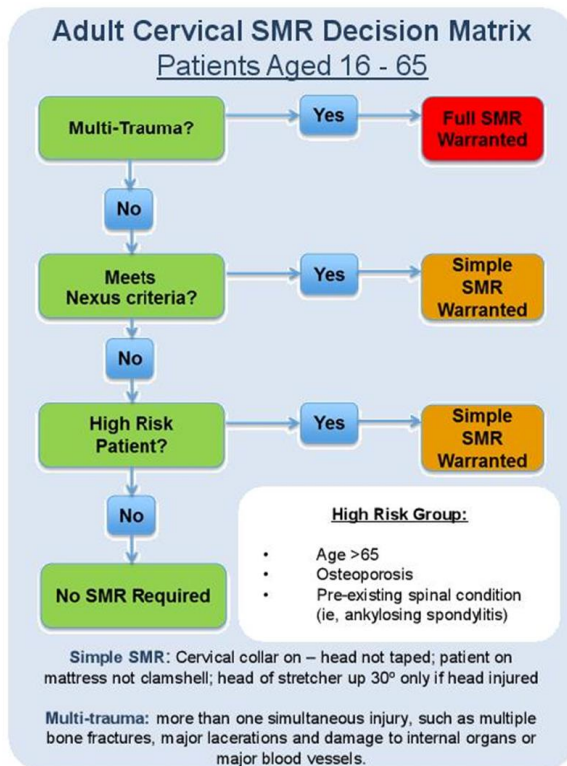 Adult Cervical SMR Decision Matrix
Patients Aged 16 - 65
Multi-Trauma?
Yes
Full SMR
Warranted
No
Meets
Nexus criteria?
Yes
Simple
SMR
Warranted
No
High Risk
Patient?
Yes
Simple
SMR
Warranted
No
No SMR Required
High Risk Group:
• Age >65
• Osteoporosis
• Pre-existing spinal condition
(ie, ankylosing spondylitis)
Simple SMR: Cervical collar on – head not taped; patient on
mattress not clamshell; head of stretcher up 30º only if head injured
Multi-trauma: more than one simultaneous injury, such as multiple
bone fractures, major lacerations and damage to internal organs or
major blood vessels.